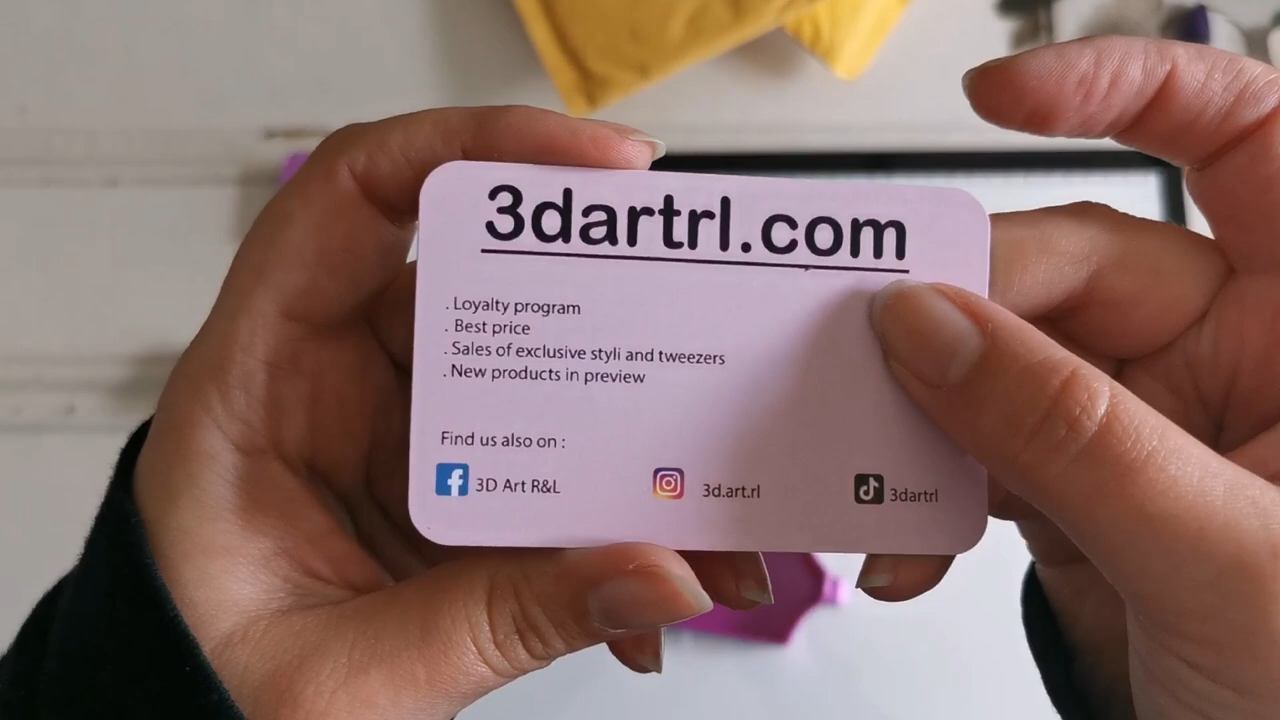 3dartrl.com
. Loyalty program
. Best price
. Sales of exclusive styli and tweezers
. New products in preview
Find us also on :
3D Art R&L
3d.art.rl
3dartrl